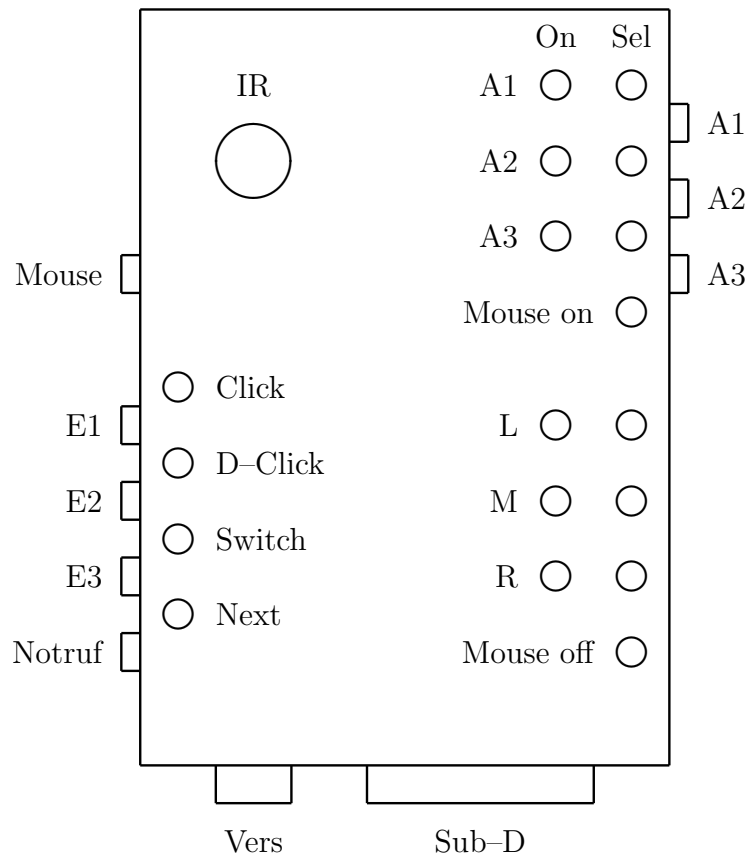 On Sel
IR A1
A1
A2
A2
A3
Mouse A3
Mouse on
Click
E1 L
D–Click
E2 M
Switch
E3 R
Next
Notruf Mouse off
Vers Sub–D